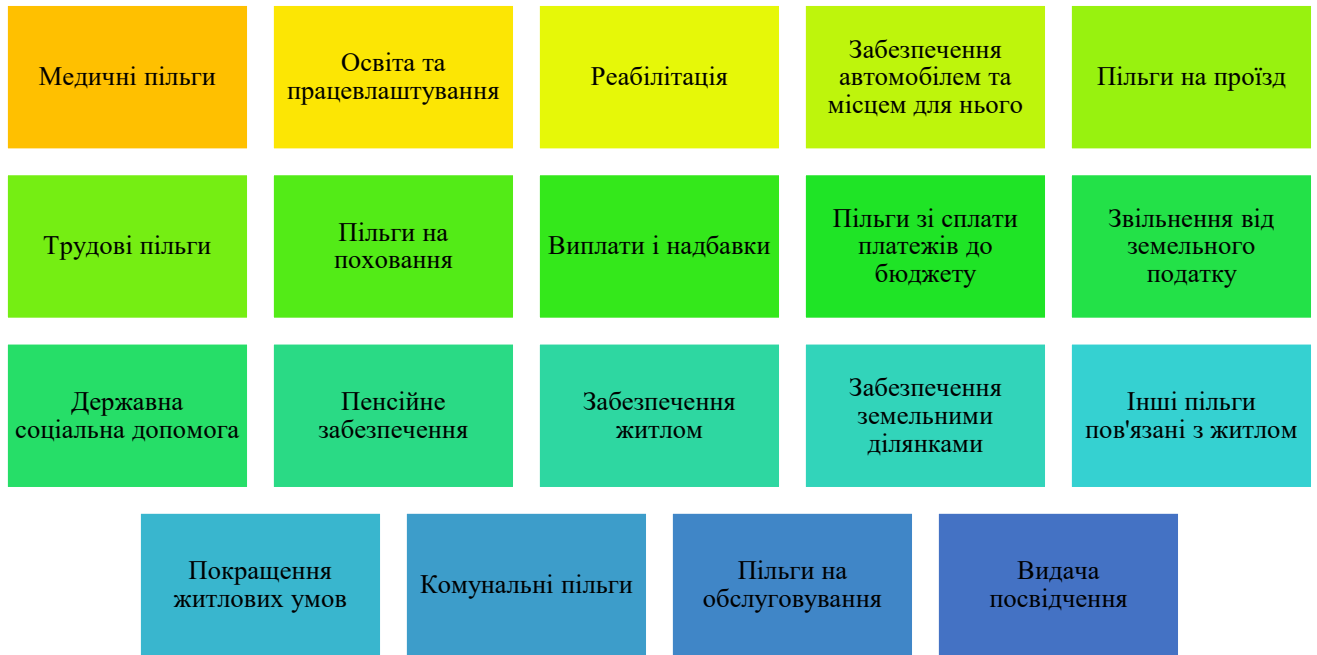 Медичні пільги
Освіта та
працевлаштування
Реабілітація
Забезпечення
автомобілем та
місцем для нього
Пільги на проїзд
Трудові пільги
Пільги на
поховання
Виплати і надбавки
Пільги зі сплати
платежів до
бюджету
Звільнення від
земельного
податку
Державна
соціальна допомога
Пенсійне
забезпечення
Забезпечення
житлом
Забезпечення
земельними
ділянками
Інші пільги
пов'язані з житлом
Покращення
житлових умов
Комунальні пільги
Пільги на
обслуговування
Видача
посвідчення